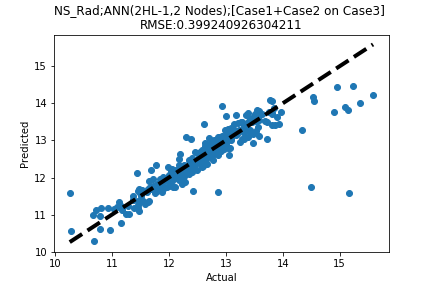 NS_Rad;ANN(2HL-1,2 Nodes);[Case1+Case2 on Case3]
RMSE:0.399240926304211
15
14
13
12
11
10
Predicted
10 11 12 13 14 15
Actual